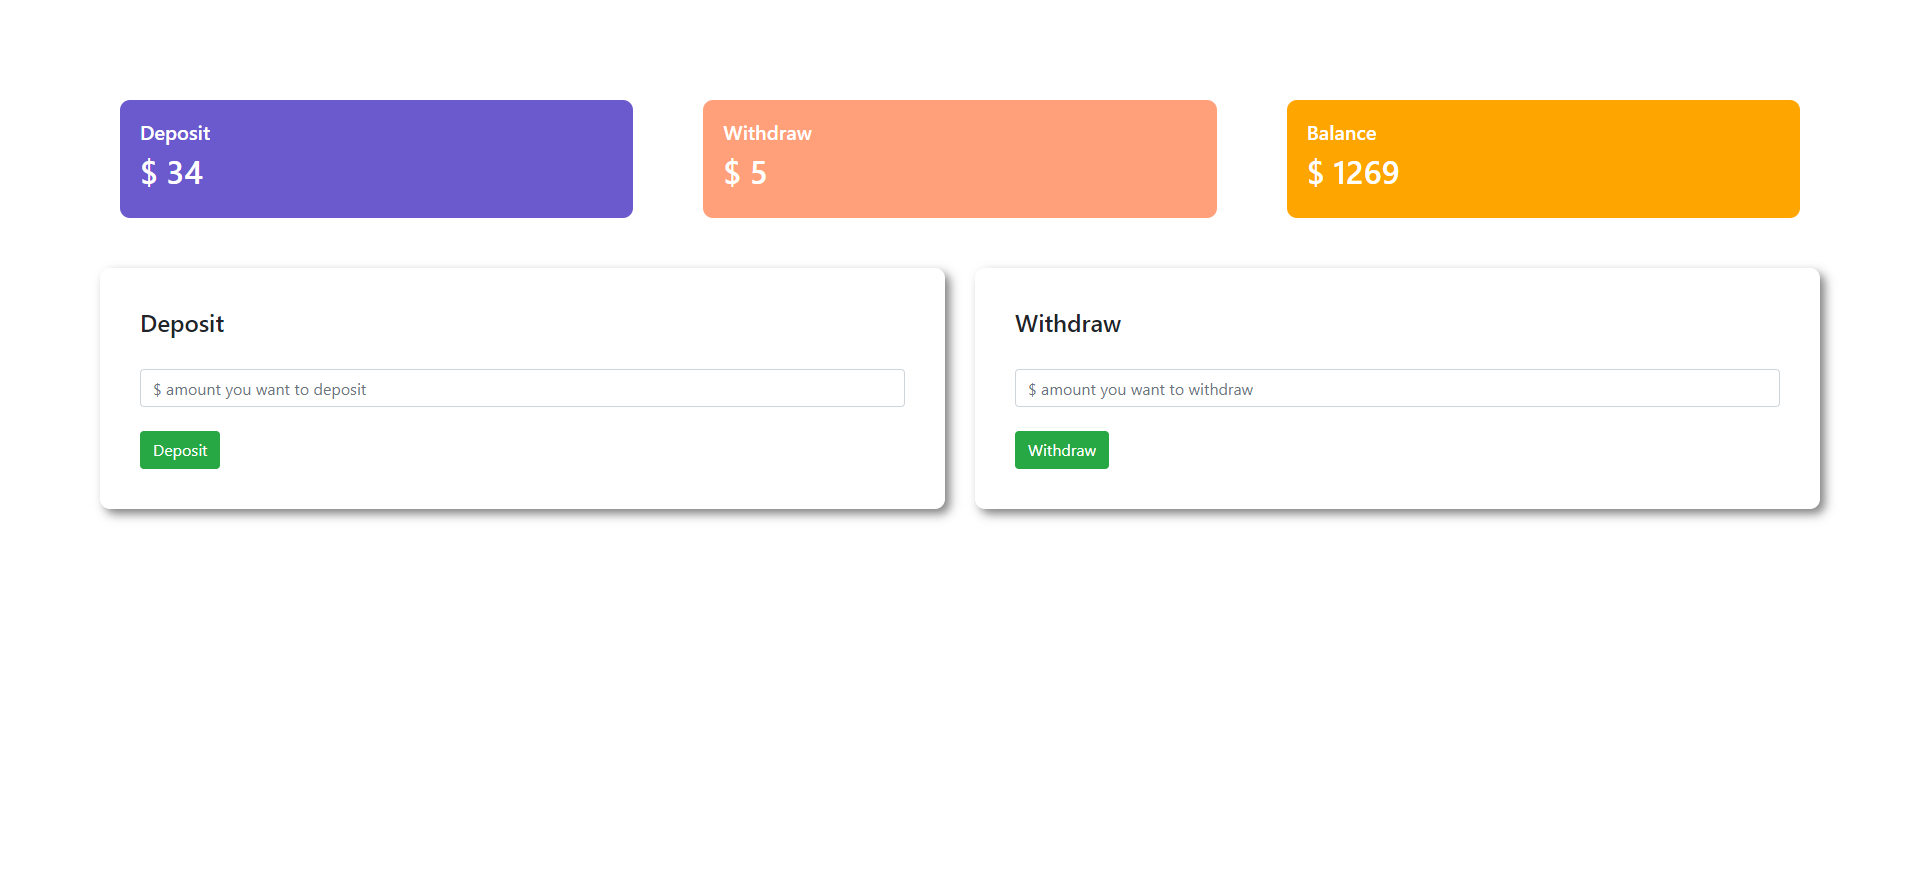 Deposit
$ 34
Withdraw
$ 5
Balance
$ 1269
Deposit
$ amount you want to deposit
Deposit
Withdraw
$ amount you want to withdraw
Withdraw